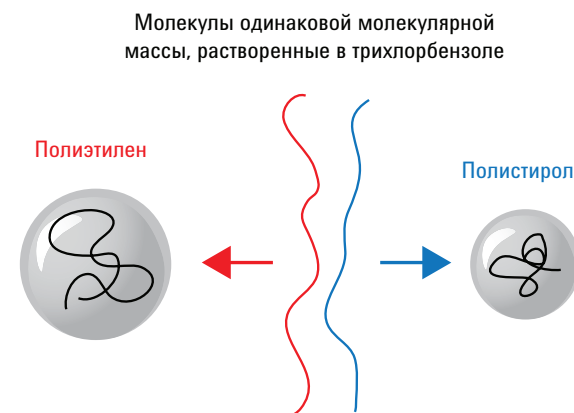 Молекулы одинаковой молекулярной
массы, растворенные в трихлорбензоле
Полиэтилен
Полистирол